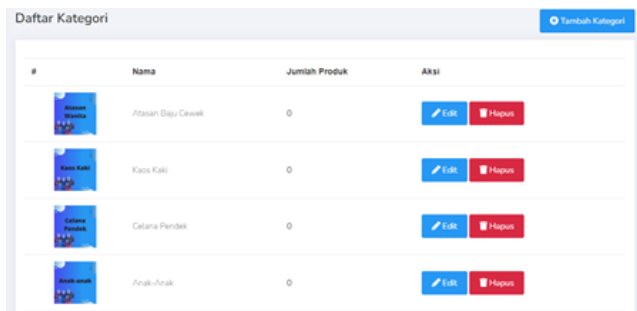 Daftar Kategori
Tambah Kategori
# Nama Jumlah Produk Aksi
Atasan
Wanita
Atasan Baju Cewek 0 Edit Hapus
Kaos Kaki
Kaos Kaki 0 Edit Hapus
Celana
Pendek
Celana Pendek 0 Edit Hapus
Anak-anak
Anak-Anak 0 Edit Hapus